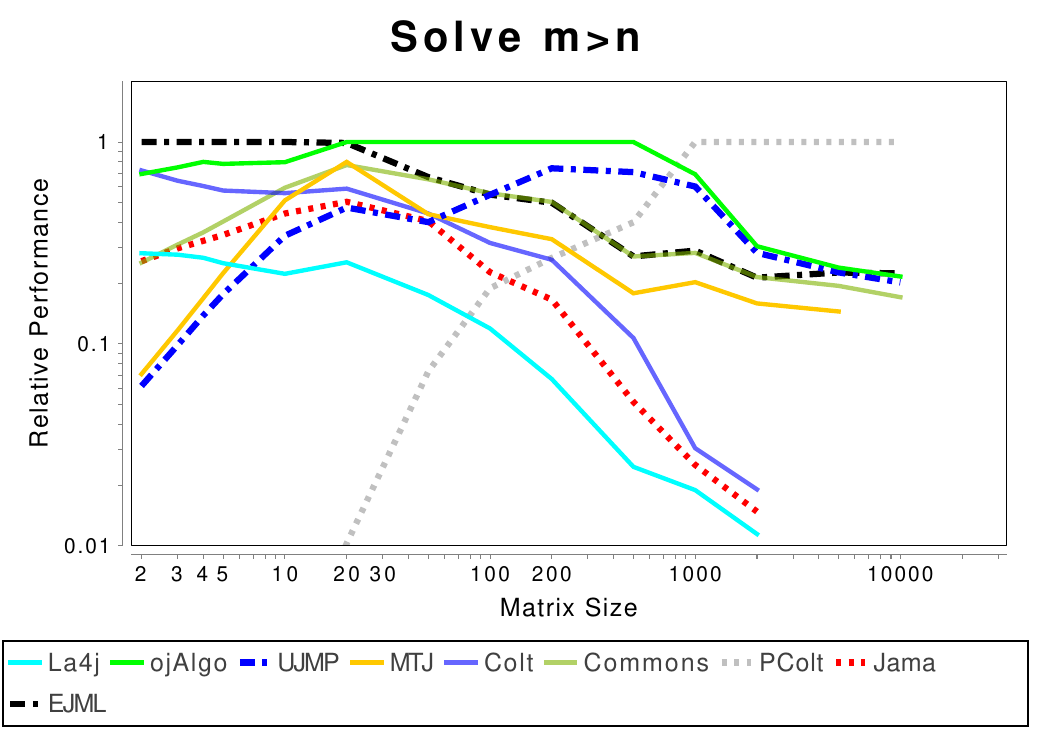 Solve m>n
Relative Performance
1
0.1
0.01
2 3 4 5 10 20 30 100 200 1000 10000
Matrix Size
La4j ojAlgo UJMP MTJ Colt Commons PColt Jama
EJML